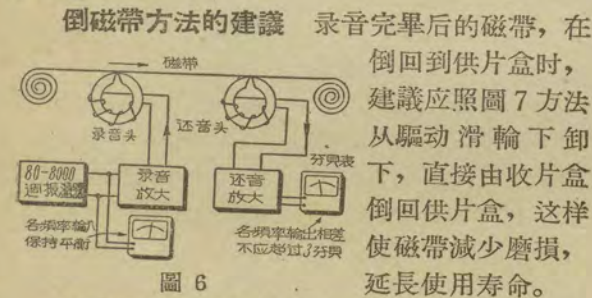 倒磁帶方法的建議 录音完畢后的磁帶，在
倒回到供片盒时，
建議应照圖7方法
从驅动滑輪下卸
下，直接由收片盒
倒回供片盒，这样
使磁帶減少磨損，
延長使用寿命。
磁帶
录音头
还音头
80-8000
週振盪器
录音
放大
还音
放大
分貝表
各頻率輸入
保持平衡
各頻率輸出相差
不应超过3分貝
圖 6